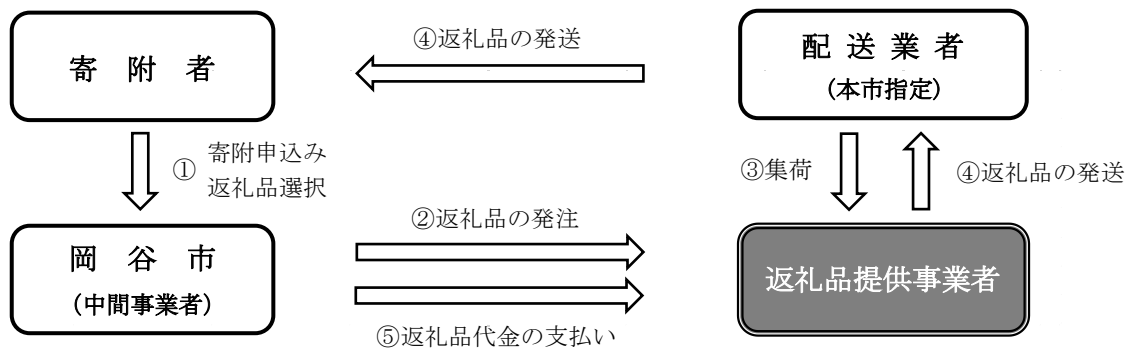 寄附者
④返礼品の発送
配送業者
(本市指定)
①
寄附申込み
返礼品選択
③集荷
④返礼品の発送
②返礼品の発注
岡谷市
(中間事業者)
返礼品提供事業者
⑤返礼品代金の支払い